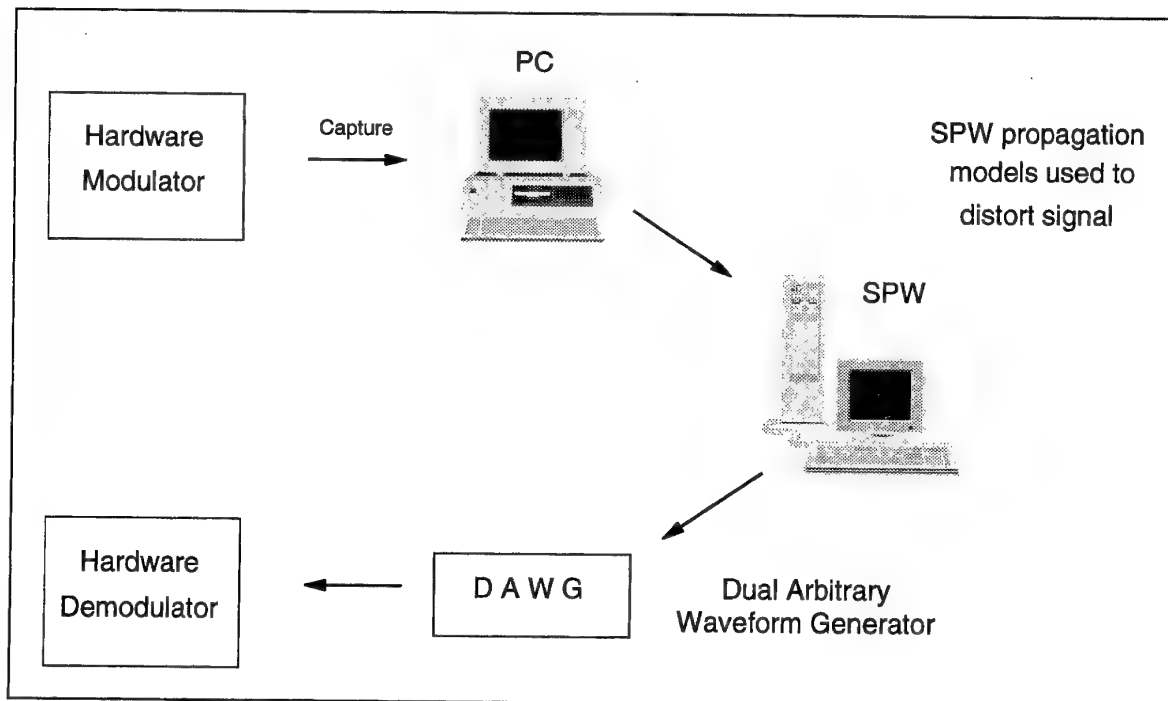 PC
Hardware
Modulator
Capture
SPW propagation
models used to
distort signal
SPW
Hardware
Demodulator
D A W G
Dual Arbitrary
Waveform Generator